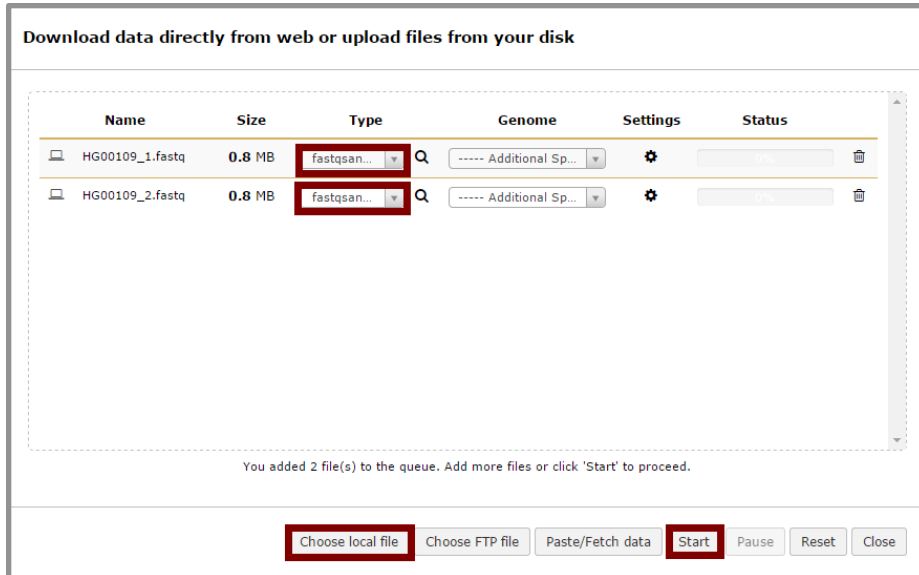 Download data directly from web or upload files from your disk
Name Size Type Genome Settings Status
HG00109_1.fastq 0.8 MB fastqsan... ----- Additional Sp... 0%
HG00109_2.fastq 0.8 MB fastqsan... ----- Additional Sp... 0%
You added 2 file(s) to the queue. Add more files or click 'Start' to proceed.
Choose local file Choose FTP file Paste/Fetch data Start Pause Reset Close